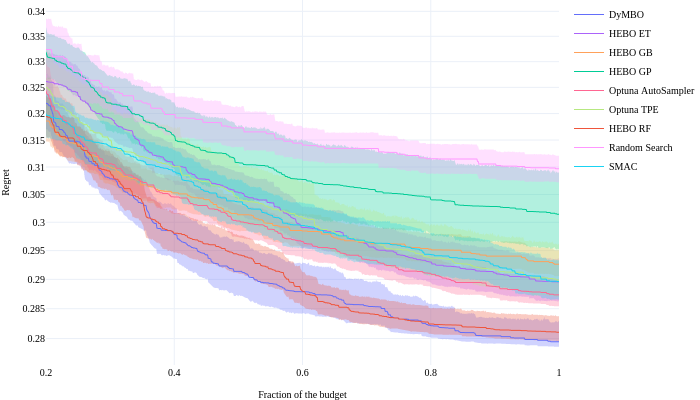 0.34
0.335
0.33
0.325
0.32
0.315
0.31
0.305
0.3
0.295
0.29
0.285
0.28
Regret
0.2
0.4
0.6
0.8
1
Fraction of the budget
DyMBO
HEBO ET
HEBO GB
HEBO GP
Optuna AutoSampler
Optuna TPE
HEBO RF
Random Search
SMAC